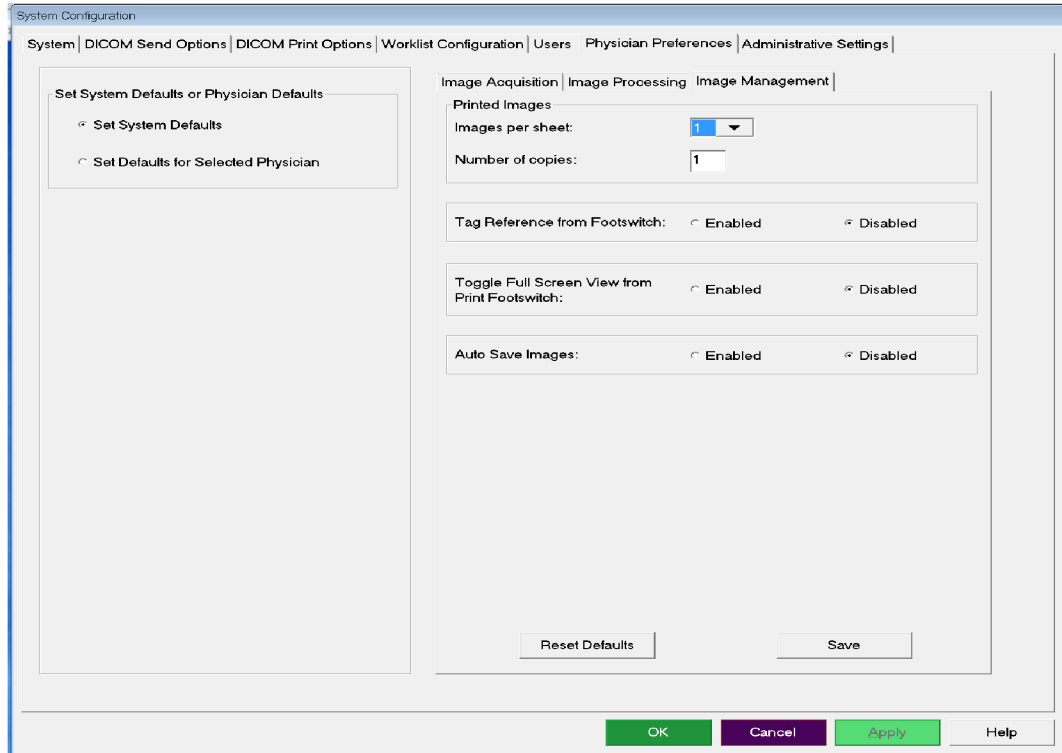 System Configuration
System DICOM Send Options DICOM Print Options Worklist Configuration Users Physician Preferences Administrative Settings
Set System Defaults or Physician Defaults
Set System Defaults
Set Defaults for Selected Physician
Image Acquisition Image Processing Image Management
Printed Images
Images per sheet: 1
Number of copies: 1
Tag Reference from Footswitch: Enabled Disabled
Toggle Full Screen View from
Print Footswitch: Enabled Disabled
Auto Save Images: Enabled Disabled
Reset Defaults Save
OK Cancel Apply Help